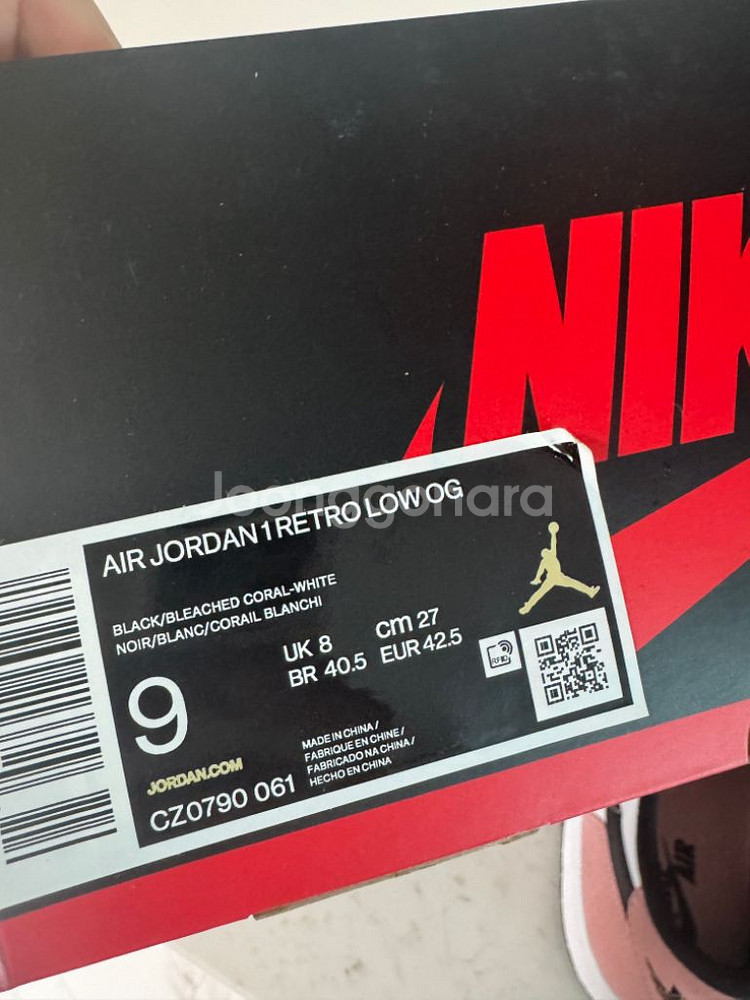 NIK
Joonggonara
AIR JORDAN 1 RETRO LOW OG
BLACK/BLEACHED CORAL-WHITE
NOIR/BLANC/CORAIL BLANCHI
UK 8 cm 27
BR 40.5 EUR 42.5
RFID
9
MADE IN CHINA /
FABRIQUE EN CHINE /
FABRICADO NA CHINA /
HECHO EN CHINA
JORDAN.COM
CZ0790 061
AIR